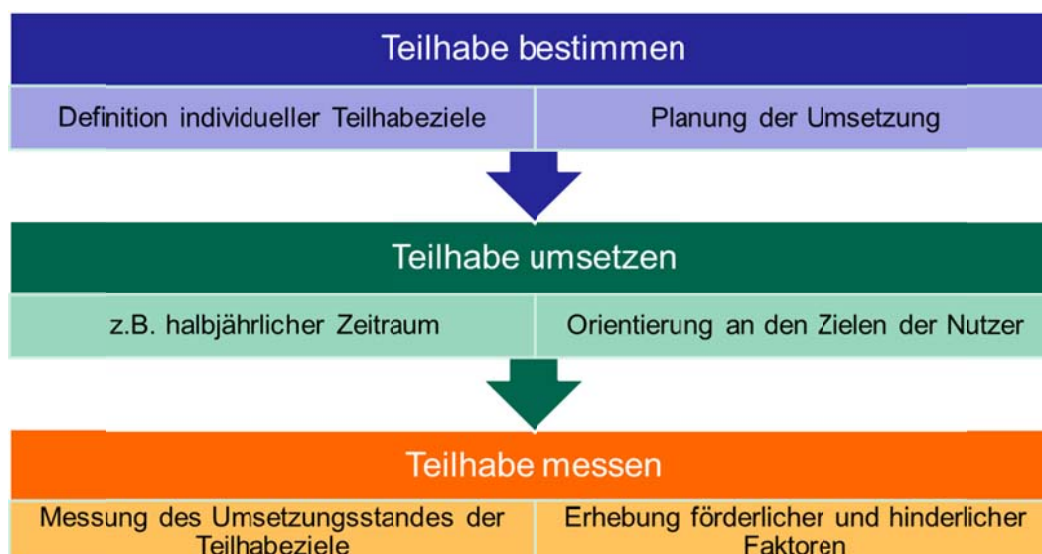 Teilhabe bestimmen
Definition individueller Teilhabeziele
Planung der Umsetzung
Teilhabe umsetzen
z.B. halbjährlicher Zeitraum
Orientierung an den Zielen der Nutzer
Teilhabe messen
Messung des Umsetzungsstandes der
Teilhabeziele
Erhebung förderlicher und hinderlicher
Faktoren